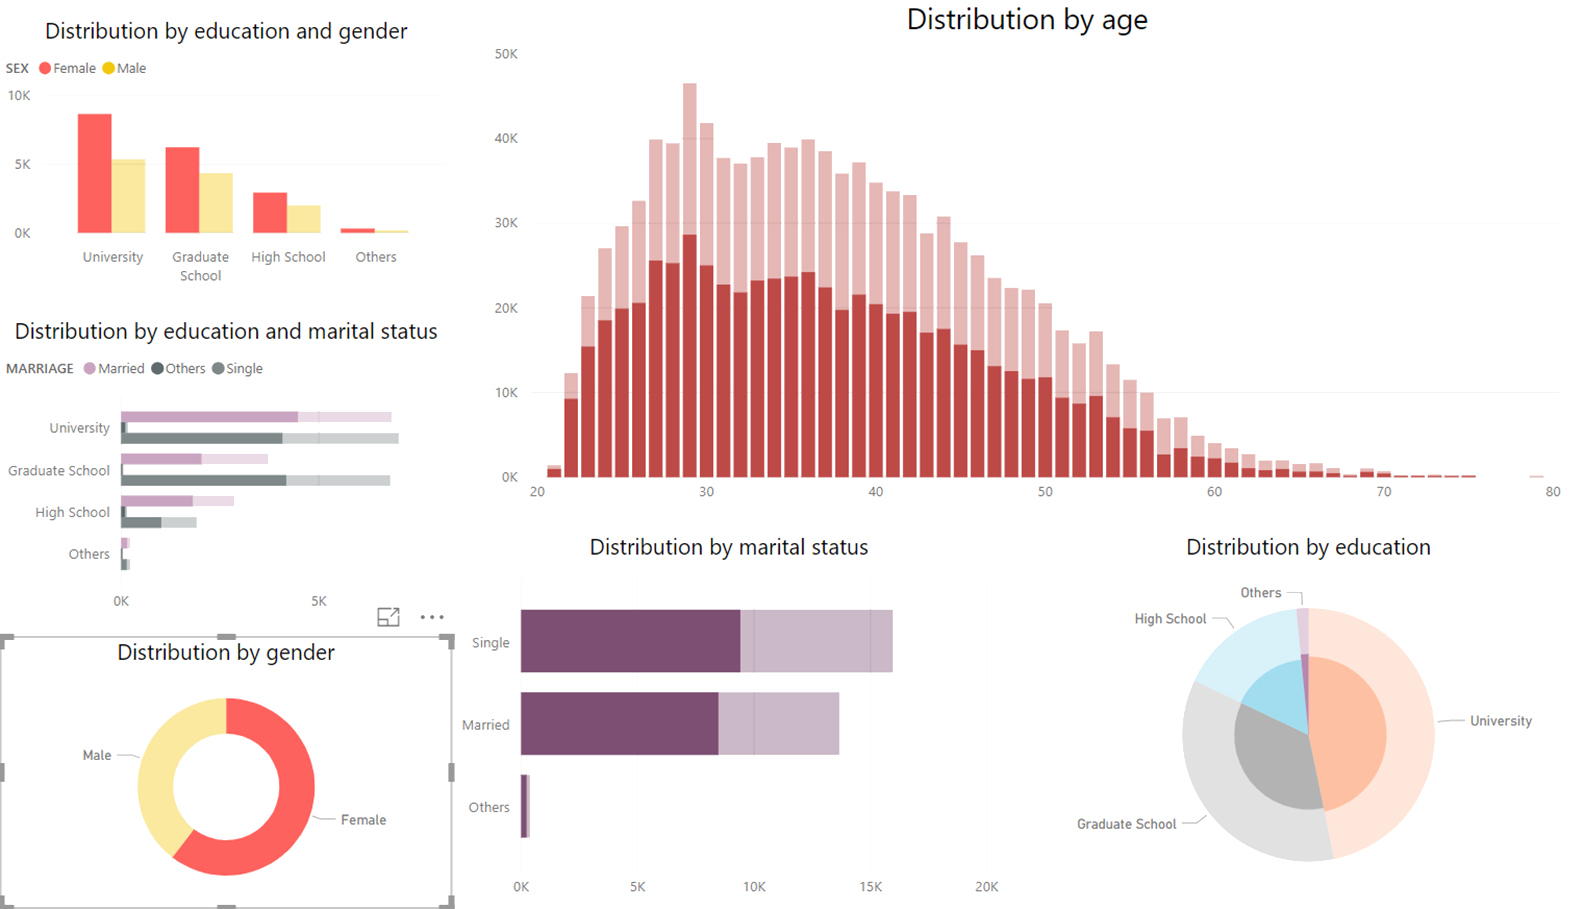 Distribution by education and gender
SEX Female Male
10K
5K
0K
University
Graduate
School
High School
Others
Distribution by education and marital status
MARRIAGE Married Others Single
University
Graduate School
High School
Others
0K
5K
Distribution by gender
Male
Female
Distribution by age
50K
40K
30K
20K
10K
0K
20
30
40
50
60
70
80
Distribution by marital status
Single
Married
Others
0K
5K
10K
15K
20K
Distribution by education
Others
High School
University
Graduate School